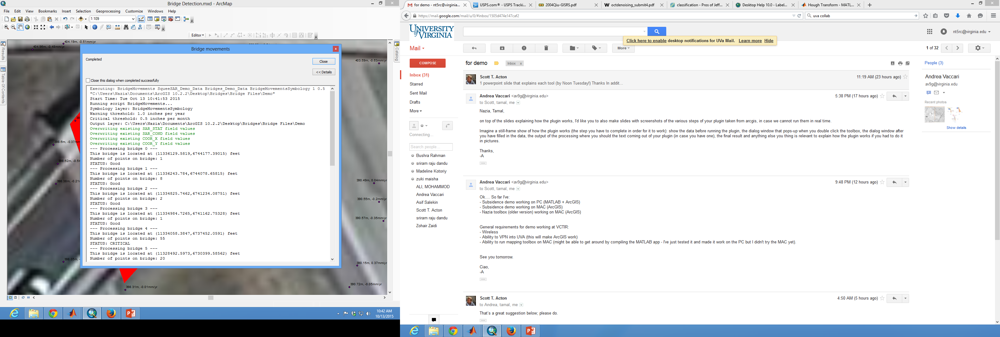 Bridge Detection.mxd - ArcMap
File Edit View Bookmarks Insert Selection Geoprocessing Customize Windows Help
1:109
Editor
Results
Table Of Contents
Catalog
404.19m, -0.51mm/yr
404.96m, -0.48mm/yr
403.59m, -0.63mm/yr
398.6m, -0.37mm
398.62m, -0.54
398.38m, -0.21
398.05m, -
398.31m, -0.01mm/yr
390.49m, 0.04mm/yr
390.55m, -0.2mm/yr
390.57m, -0.35mm/yr
390.15m, 0.37mm/yr
390.72m, -0.05mm/yr
Bridge movements
Completed
Close
<< Details
Close this dialog when completed successfully
Executing: BridgeMovements SqueeSAR_Demo_Data Bridges_Demo_Data BridgeMovementsSymbology 1 0.5
"C:\Users\Nazia\Documents\ArcGIS 10.2.2\Desktop\Bridges\Bridge Files\Demo"
Start Time: Tue Oct 13 10:41:53 2015
Running script BridgeMovements...
Symbology layer: BridgeMovementsSymbology
Warning threshold: 1.0 inches per year
Critical threshold: 0.5 inches per month
Output layer: C:\Users\Nazia\Documents\ArcGIS 10.2.2\Desktop\Bridges\Bridge Files\Demo
Overwriting existing SAR_STAT field values
Overwriting existing SAR_COND field values
Overwriting existing COOR_X field values
Overwriting existing COOR_Y field values
--- Processing bridge 0 ---
This bridge is located at (11336129.5819,6744177.39015) feet
Number of points on bridge: 1
STATUS: Good
--- Processing bridge 1 ---
This bridge is located at (11336243.784,6744078.65815) feet
Number of points on bridge: 8
STATUS: Good
--- Processing bridge 2 ---
This bridge is located at (11334825.7462,6741234.08751) feet
Number of points on bridge: 2
STATUS: Good
--- Processing bridge 3 ---
This bridge is located at (11334984.7265,6741162.75328) feet
Number of points on bridge: 1
STATUS: Good
--- Processing bridge 4 ---
This bridge is located at (11334058.3847,6737452.0591) feet
Number of points on bridge: 55
STATUS: CRITICAL
--- Processing bridge 5 ---
This bridge is located at (11328492.5973,6730399.58562) feet
Number of points on bridge: 20
10:42 AM
10/13/2015
for demo - nt5rc@virginia... USPS.com® - USPS Tracki... 2004Qiu-GISRS.pdf octdenoising_submit4.pdf classification - Pros of Jeff... Desktop Help 10.0 - Label... Hough Transform - MATL...
https://mail.google.com/mail/u/0/#inbox/1505d474e147caf2
uva collab
UNIVERSITY of VIRGINIA
nt5rc@virginia.edu
Click here to enable desktop notifications for UVa Mail. Learn more Hide
Mail
More
1 of 32
COMPOSE
Inbox (31)
Starred
Sent Mail
Drafts
More
Connecting...
Search people...
Bushra Rahman
sriram raju dandu
Madeline Kotoriy
zuki maisha
ALI, MOHAMMOD
Andrea Vaccari
Asif Salekin
Scott T. Acton
sriram raju dandu
Zohair Zaidi
for demo Inbox x
Scott T. Acton 11:19 AM (23 hours ago)
1 powerpoint slide that explains each tool (by Noon Tuesday!) Thanks In addit...
Andrea Vaccari <av9g@virginia.edu> 5:38 PM (17 hours ago)
to Scott, tamal, me
Nazia, Tamal,
on top of the slides explaining how the plugin works, I'd like you to also make slides with screenshots of the various steps of your plugin taken from arcgis, in case we cannot run them in real time.
Imagine a still-frame show of how the plugin works (the step you have to complete in order for it to work): show the data before running the plugin, the dialog window that pops-up when you double click the toolbox, the dialog window after
you have filled in the data, the output of the processing where you should the text coming out of your plugin (in case you have one), the final result and anything else you thing is relevant to explain how the plugin works if you had to do it
in pictures.
Thanks,
-A
Andrea Vaccari <av9g@virginia.edu> 9:48 PM (12 hours ago)
to Scott, tamal, me
Ok.... So far I've:
- Subsidence demo working on PC (MATLAB + ArcGIS)
- Subsidence demo working on MAC (ArcGIS)
- Nazia toolbox (older version) working on MAC (ArcGIS)
General requirements for demo working at VCTIR:
- Wireless
- Ability to VPN into UVA (this will make ArcGIS work)
- Ability to run mapping toolbox on MAC (might be able to get around by compiling the MATLAB app - I've just tested it and made it work on the PC but I didn't try the MAC yet).
See you tomorrow.
Ciao,
-A
Scott T. Acton 4:50 AM (5 hours ago)
to Andrea, tamal, me
That's a great suggestion below; please do.
People (3)
Andrea Vaccari
av9g@virginia.edu
Recent photos
Show details